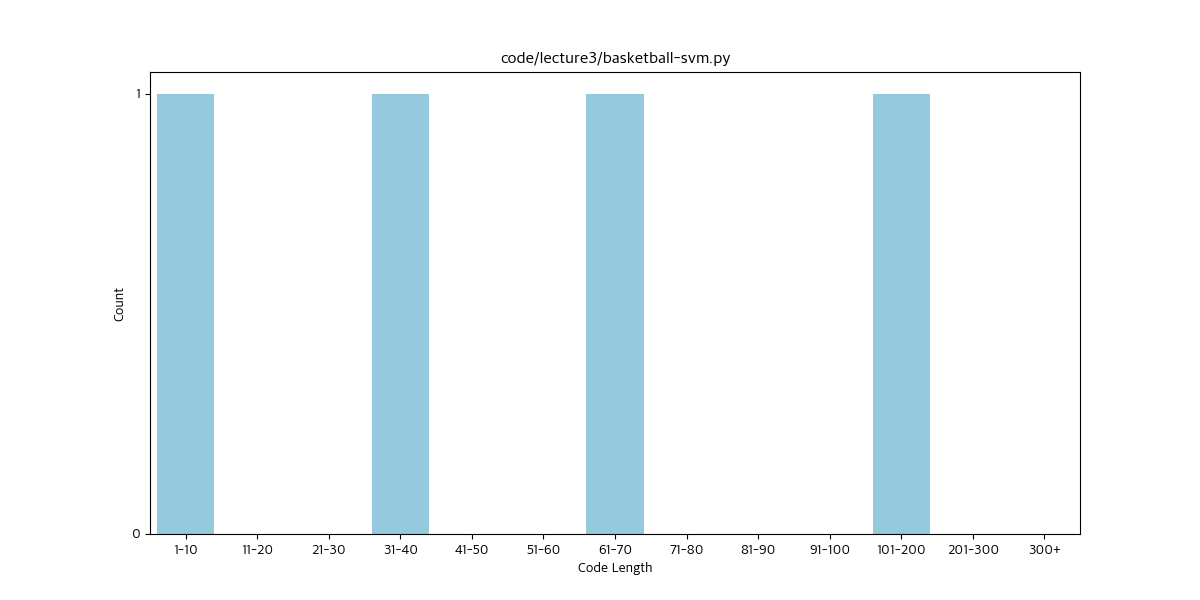 code/lecture3/basketball-svm.py
1
Count
0
1-10 11-20 21-30 31-40 41-50 51-60 61-70 71-80 81-90 91-100 101-200 201-300 300+
Code Length